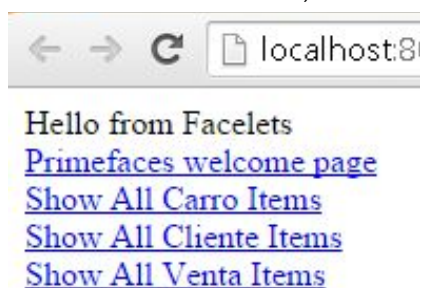 localhost:8
Hello from Facelets
Primefaces welcome page
Show All Carro Items
Show All Cliente Items
Show All Venta Items